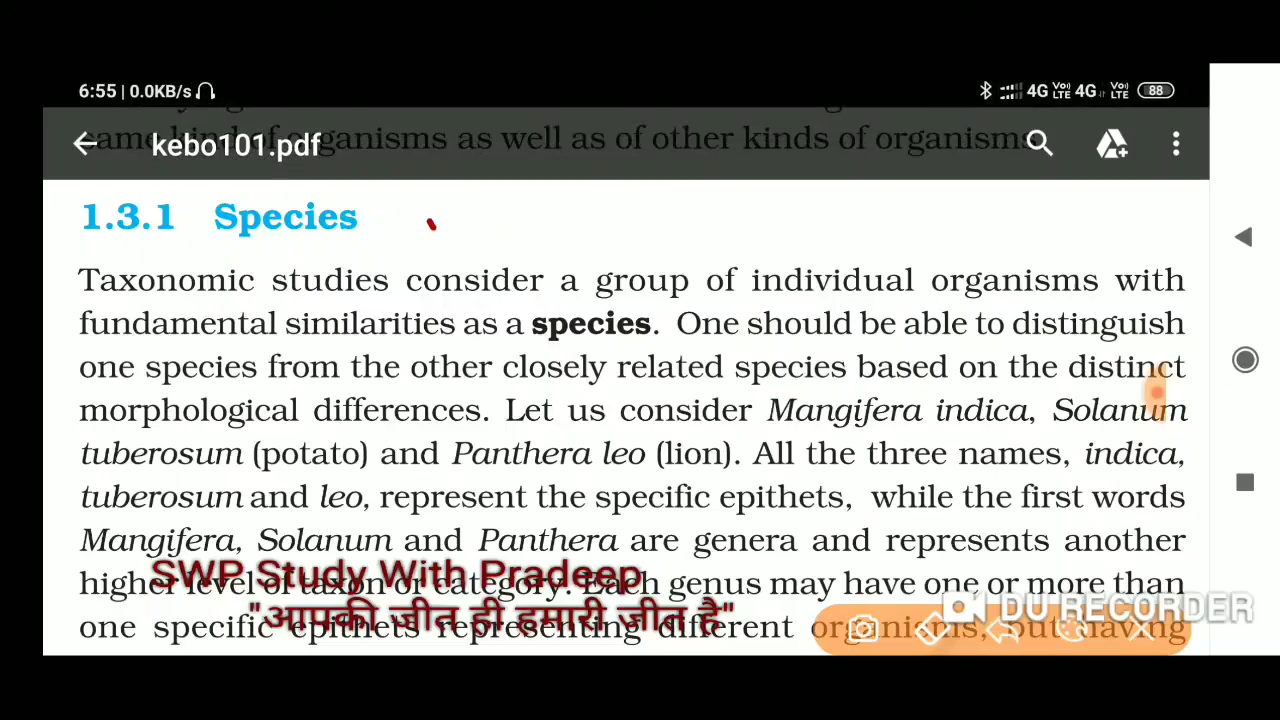 6:55 | 0.0KB/s
4G Vo) LTE 4G Vo) LTE 88
same kind of organisms as well as of other kinds of organisms.
kebo101.pdf
1.3.1 Species
Taxonomic studies consider a group of individual organisms with
fundamental similarities as a species. One should be able to distinguish
one species from the other closely related species based on the distinct
morphological differences. Let us consider Mangifera indica, Solanum
tuberosum (potato) and Panthera leo (lion). All the three names, indica,
tuberosum and leo, represent the specific epithets, while the first words
Mangifera, Solanum and Panthera are genera and represents another
SWP Study With Pradeep
higher level of taxon or category. Each genus may have one or more than
DU RECORDER
"आपकी जीत ही हमारी जीत है"
one specific epithets representing different organisms, but having